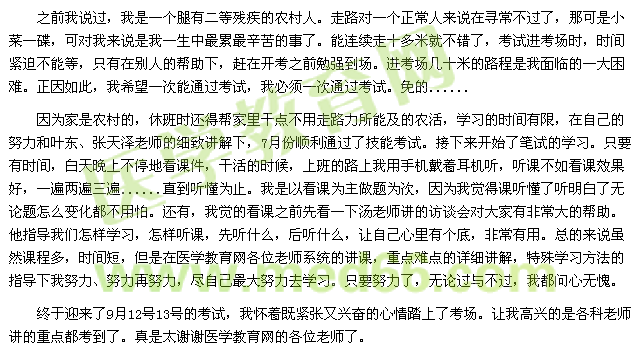 之前我说过，我是一个腿有二等残疾的农村人。走路对一个正常人来说在寻常不过了，那可是小
菜一碟，可对我来说是我一生中最累最辛苦的事了。能连续走十多米就不错了，考试进考场时，时间
紧迫不能等，只有在别人的帮助下，赶在开考之前勉强到场。进考场几十米的路程是我面临的一大困
难。正因如此，我希望一次能通过考试，我必须一次通过考试。免的......
因为家是农村的，休班时还得帮家里干点不用走路力所能及的农活，学习的时间有限，在自己的
努力和叶东、张天泽老师的细致讲解下，7月份顺利通过了技能考试。接下来开始了笔试的学习。只要
有时间，白天晚上不停地看课件，干活的时候，上班的路上我用手机戴着耳机听，听课不如看课效果
好，一遍两遍三遍.......直到听懂为止。我是以看课为主做题为次，因为我觉得课听懂了听明白了无
论题怎么变化都不用怕。还有，我觉的看课之前先看一下汤老师讲的访谈会对大家有非常大的帮助。
他指导我们怎样学习，怎样听课，先听什么，后听什么，让自己心里有个底，非常有用。总的来说虽
然课程多，时间短，但是在医学教育网各位老师系统的讲课，重点难点的详细讲解，特殊学习方法的
指导下我努力、努力再努力，尽自己最大努力去学习。只要努力了，无论过与不过，我都问心无愧。
终于迎来了9月12号13号的考试，我怀着既紧张又兴奋的心情踏上了考场。让我高兴的是各科老师
讲的重点都考到了。真是太谢谢医学教育网的各位老师了。
医学教育网
www.med66.com